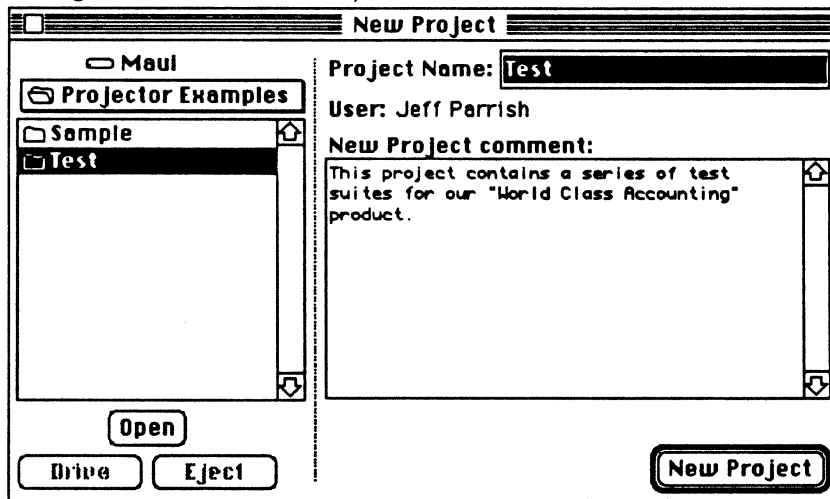 New Project
Maui
Projector Examples
Sample
Test
Open
Drive
Eject
Project Name: Test
User: Jeff Parrish
New Project comment:
This project contains a series of test
suites for our "World Class Accounting"
product.
New Project